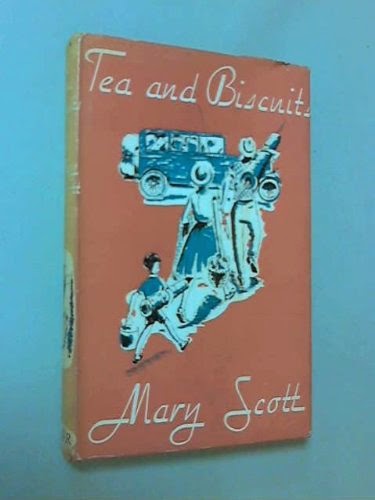 Tea and Biscuits
Mary Scott